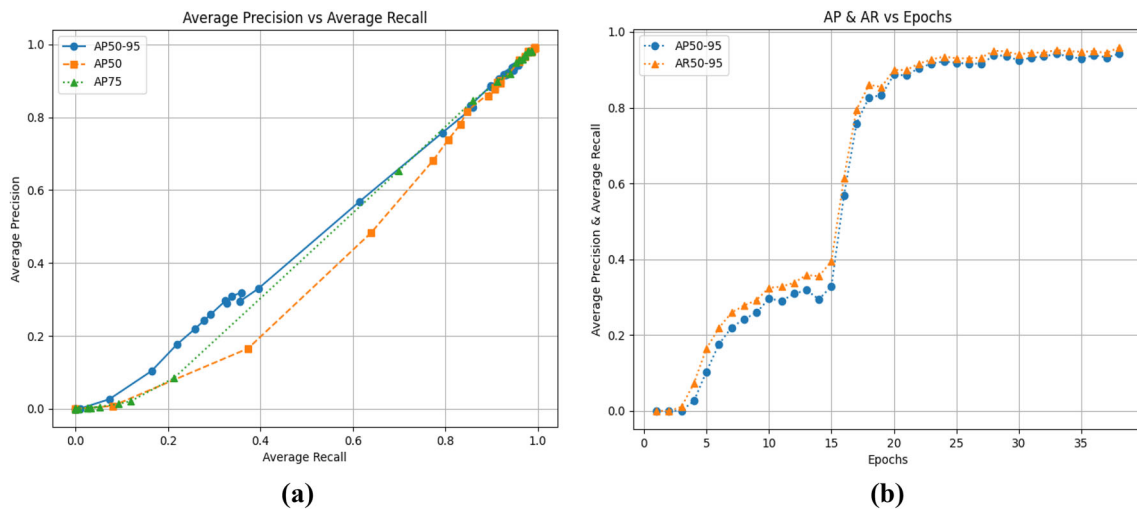 Average Precision vs Average Recall
AP50-95
AP50
AP75
1.0
0.8
0.6
0.4
0.2
0.0
Average Precision
0.0 0.2 0.4 0.6 0.8 1.0
Average Recall
(a)
AP & AR vs Epochs
AP50-95
AR50-95
1.0
0.8
0.6
0.4
0.2
0.0
Average Precision & Average Recall
0 5 10 15 20 25 30 35
Epochs
(b)